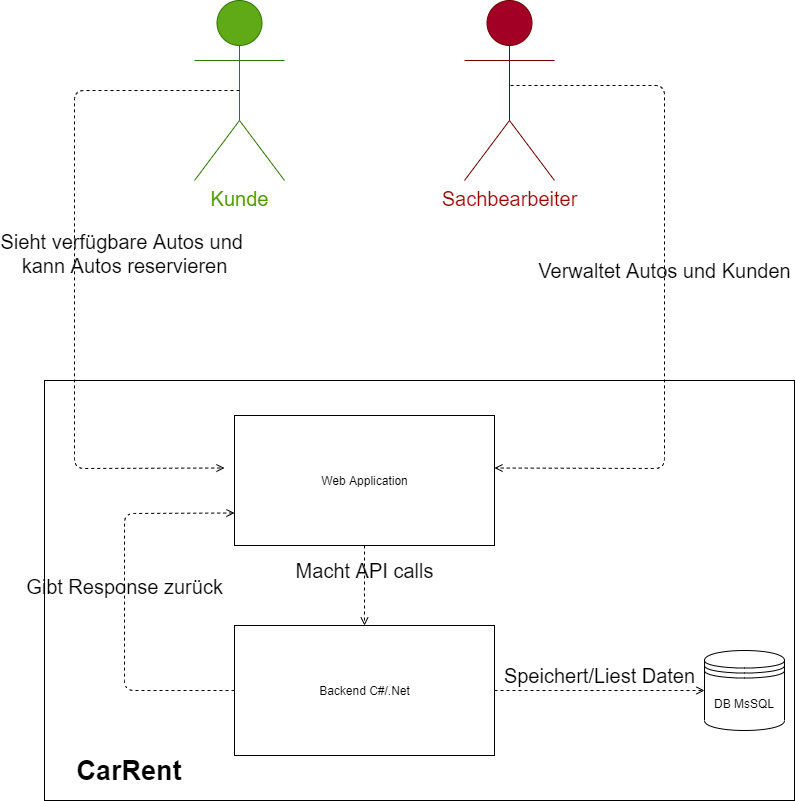 Kunde
Sachbearbeiter
Sieht verfügbare Autos und
kann Autos reservieren
Verwaltet Autos und Kunden
Web Application
Macht API calls
Gibt Response zurück
Speichert/Liest Daten
Backend C#/.Net
DB MsSQL
CarRent